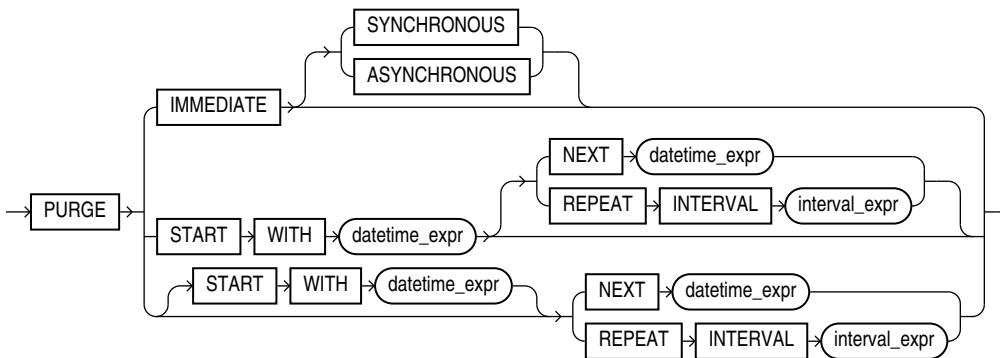 SYNCHRONOUS
ASYNCHRONOUS
IMMEDIATE
NEXT datetime_expr
REPEAT INTERVAL interval_expr
PURGE
START WITH datetime_expr
START WITH datetime_expr
NEXT datetime_expr
REPEAT INTERVAL interval_expr